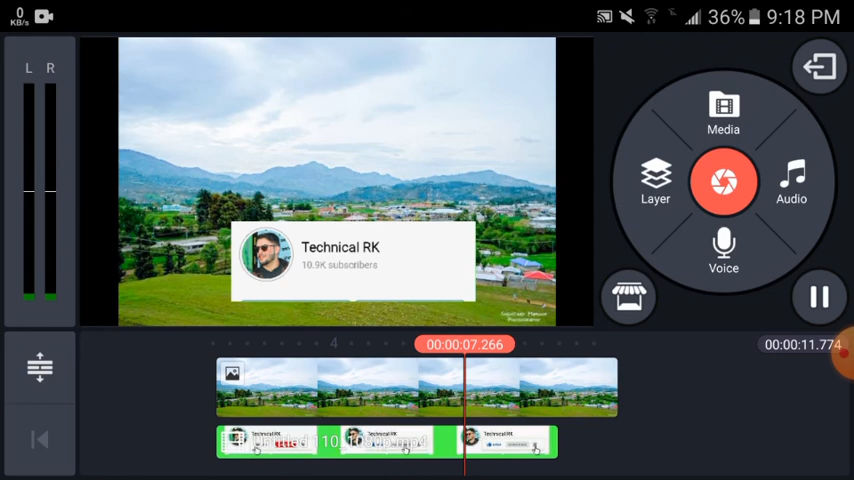 0
KB/s
36% 9:18 PM
L R
Media
Layer
Audio
Voice
Technical RK
10.9K subscribers
4
00:00:07.266
00:00:11.774
Untitled 110_1080p.mp4